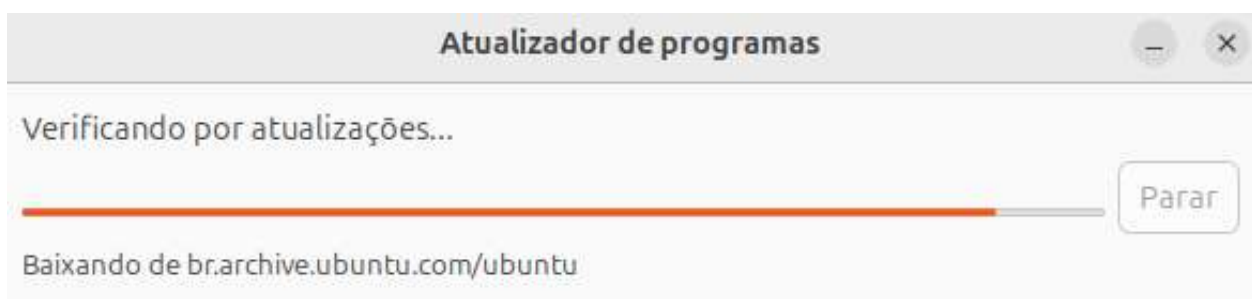 Atualizador de programas
Verificando por atualizações...
Parar
Baixando de br.archive.ubuntu.com/ubuntu